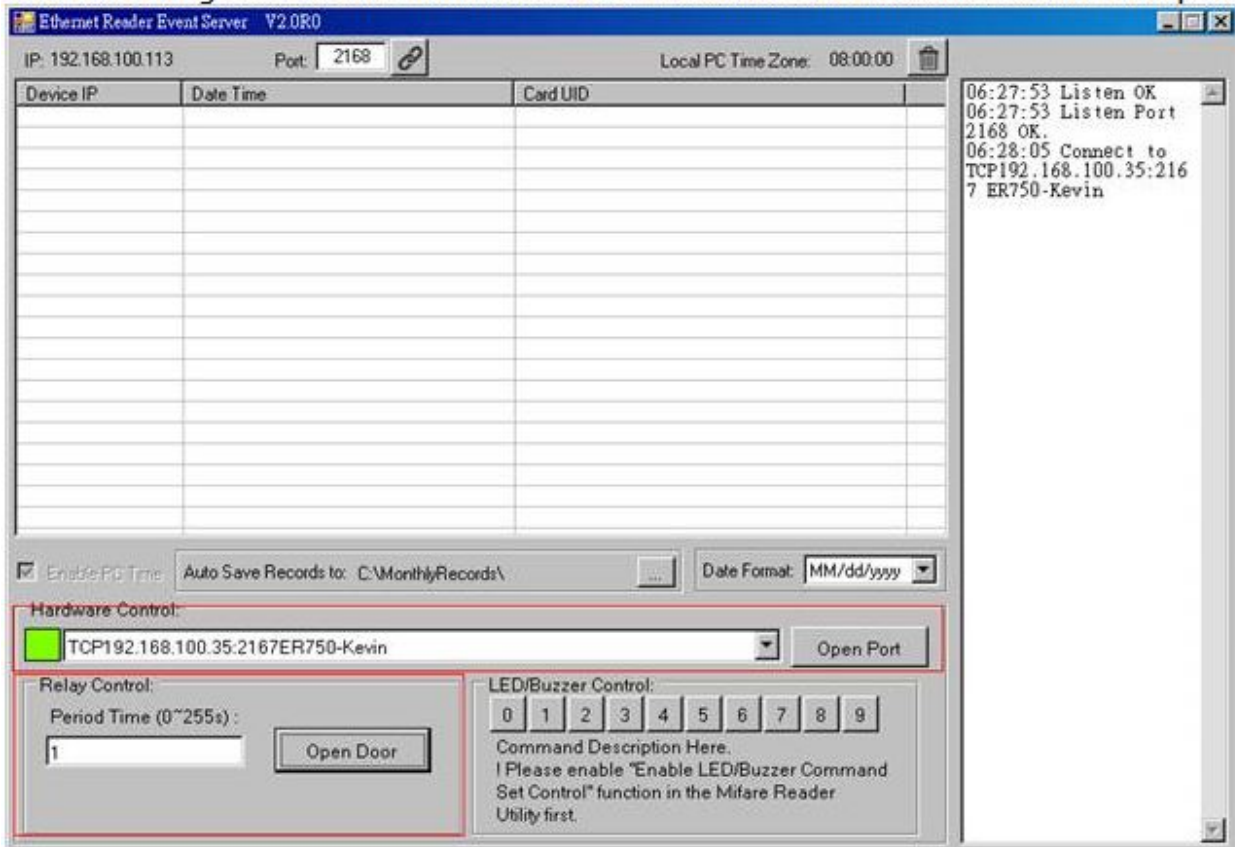 Ethernet Reader Event Server V2.0R0
IP: 192.168.100.113 Port: 2168 Local PC Time Zone: 08:00:00
Device IP Date Time Card UID
06:27:53 Listen OK
06:27:53 Listen Port
2168 OK.
06:28:05 Connect to
TCP192.168.100.35:216
7 ER750-Kevin
Enable PC Time Auto Save Records to: C:\MonthlyRecords\ ... Date Format: MM/dd/yyyy
Hardware Control:
TCP192.168.100.35:2167ER750-Kevin Open Port
Relay Control:
Period Time (0~255s) :
1 Open Door
LED/Buzzer Control:
0 1 2 3 4 5 6 7 8 9
Command Description Here.
! Please enable "Enable LED/Buzzer Command
Set Control" function in the Mifare Reader
Utility first.